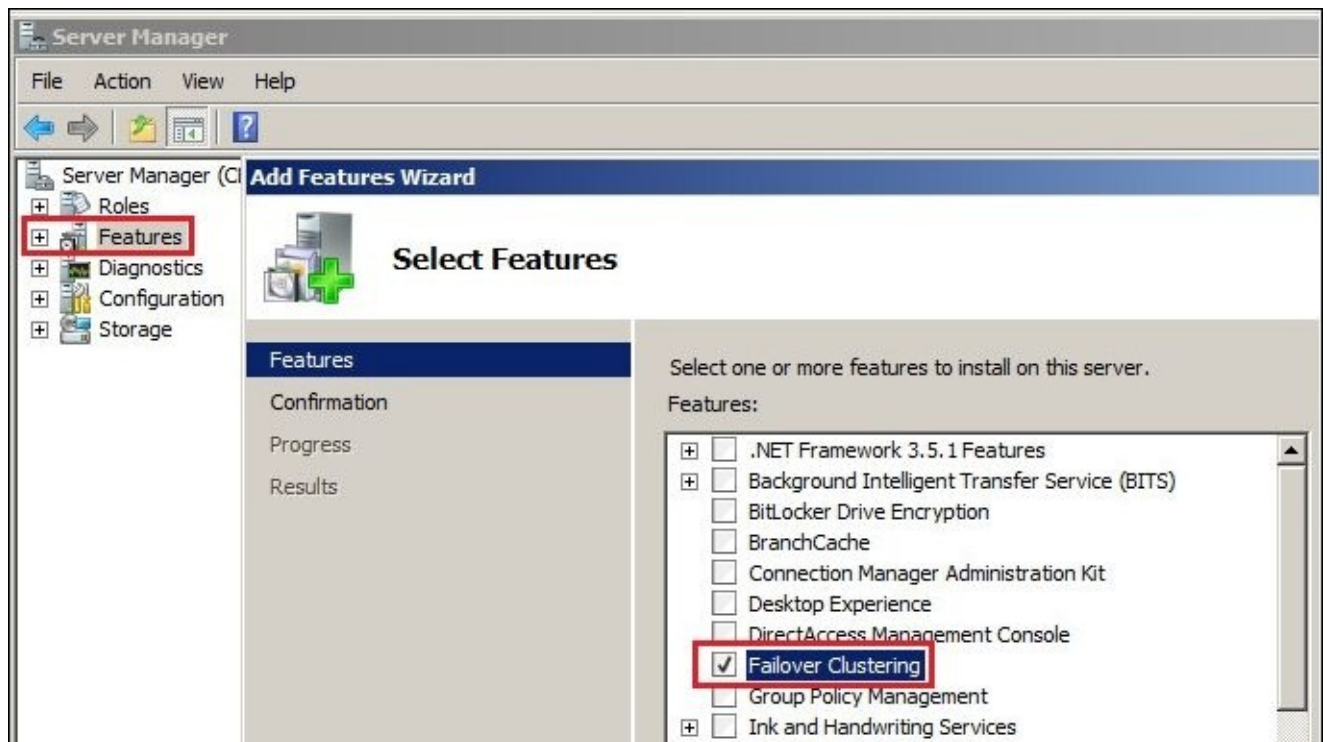 Server Manager
File Action View Help
Server Manager (Cl
Roles
Features
Diagnostics
Configuration
Storage
Add Features Wizard
Select Features
Features
Confirmation
Progress
Results
Select one or more features to install on this server.
Features:
.NET Framework 3.5.1 Features
Background Intelligent Transfer Service (BITS)
BitLocker Drive Encryption
BranchCache
Connection Manager Administration Kit
Desktop Experience
DirectAccess Management Console
Failover Clustering
Group Policy Management
Ink and Handwriting Services